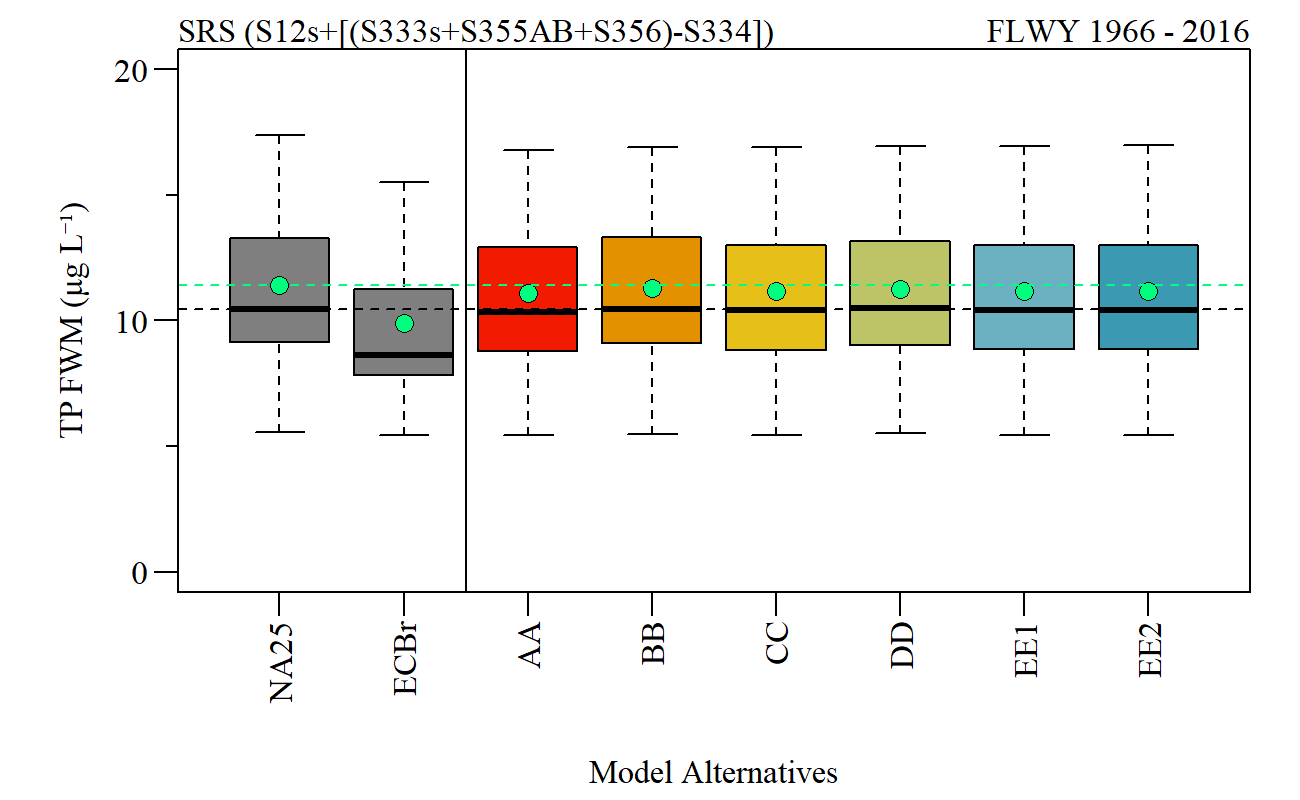 SRS (S12s+[(S333s+S355AB+S356)-S334])
FLWY 1966 - 2016
20
10
0
TP FWM (μg L⁻¹)
NA25
ECBr
AA
BB
CC
DD
EE1
EE2
Model Alternatives